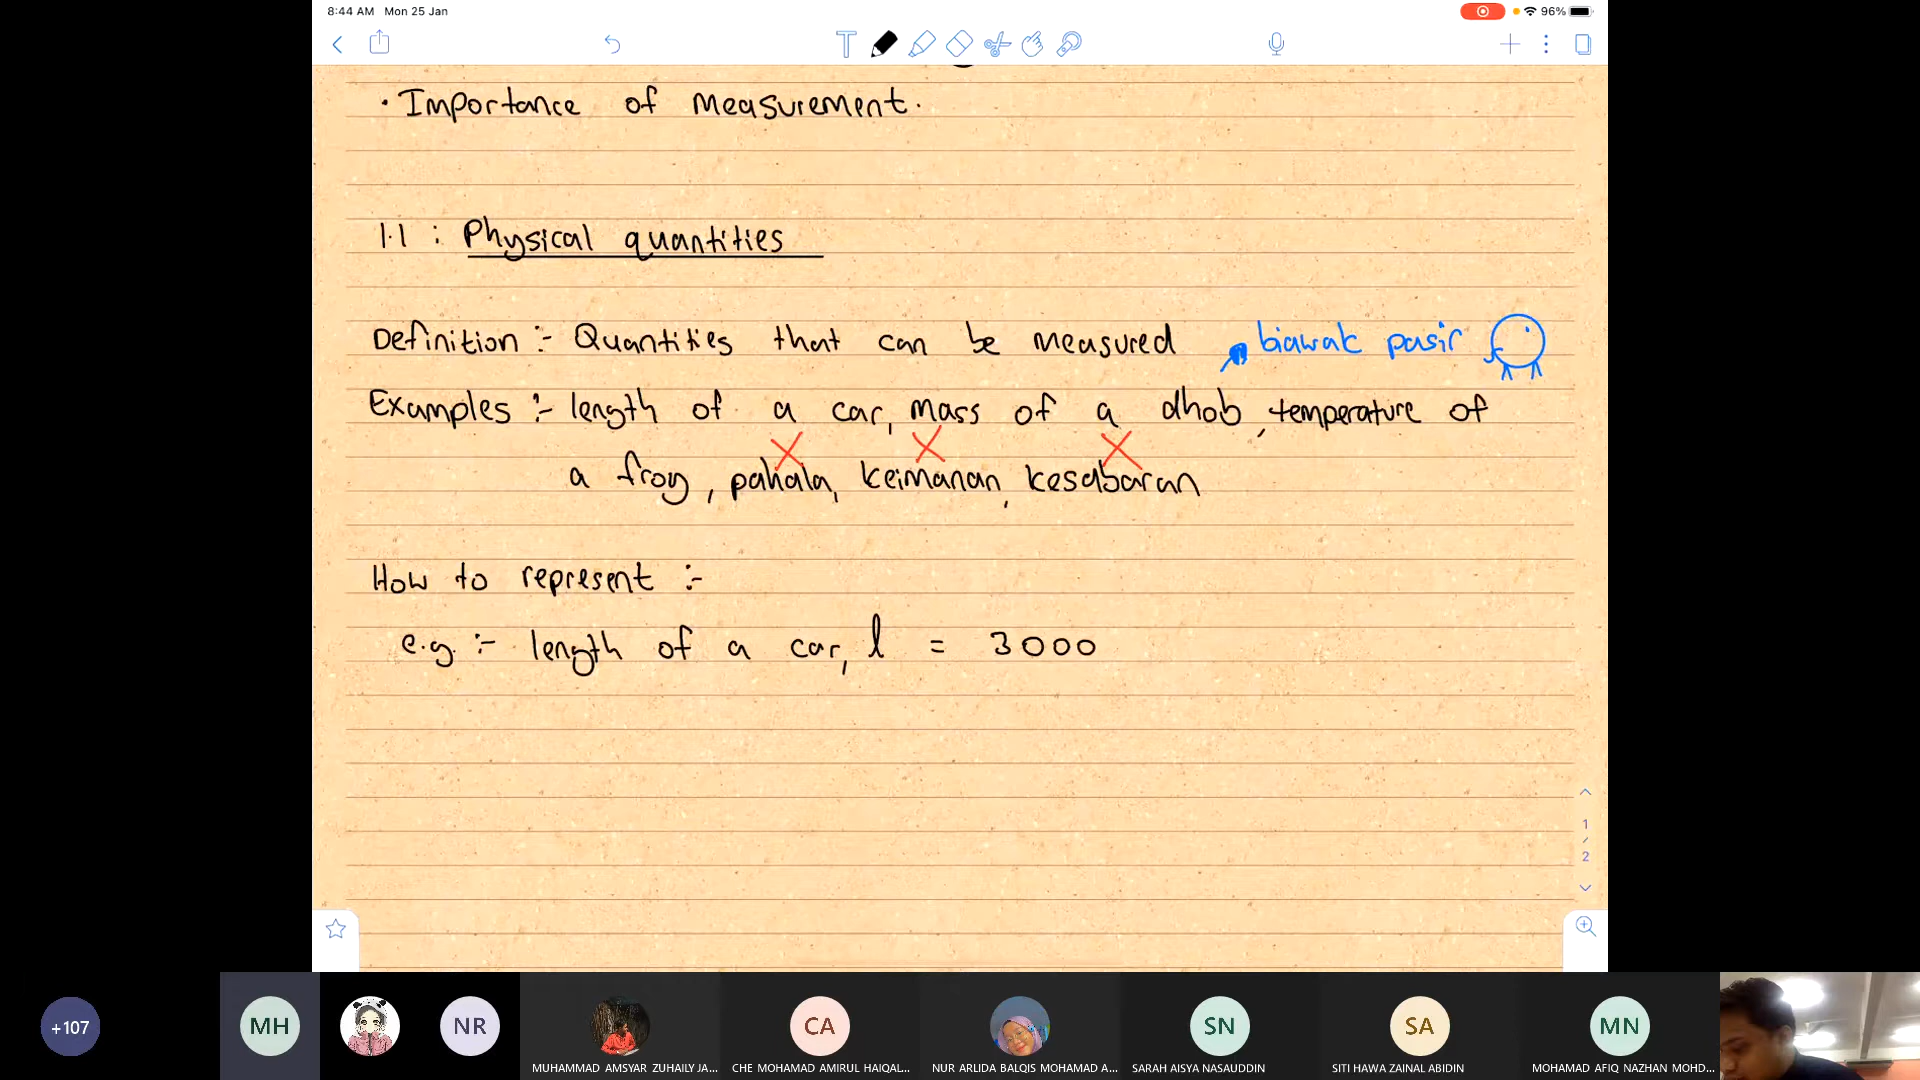 8:44 AM Mon 25 Jan
96%
T
• Importance of measurement.
1.1 : Physical quantities
Definition :- Quantities that can be measured
biawak pasir
Examples :- length of a car, mass of a dhob, temperature of
a frog, pahala, keimanan, kesabaran
How to represent :-
e.g. :- length of a car, l = 3000
1
/
2
+107
MH
NR
CA
SN
SA
MN
MUHAMMAD AMSYAR ZUHAILY JA...
CHE MOHAMAD AMIRUL HAIQAL...
NUR ARLIDA BALQIS MOHAMAD A...
SARAH AISYA NASAUDDIN
SITI HAWA ZAINAL ABIDIN
MOHAMAD AFIQ NAZHAN MOHD...